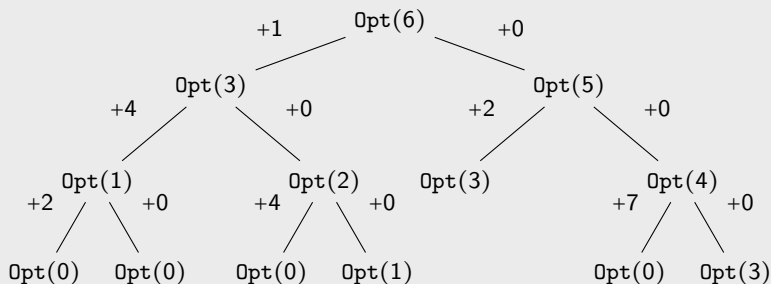 +1 Opt(6) +0
Opt(3) Opt(5)
+4 +0 +2 +0
Opt(1) Opt(2) Opt(3) Opt(4)
+2 +0 +4 +0 +7 +0
Opt(0) Opt(0) Opt(0) Opt(1) Opt(0) Opt(3)